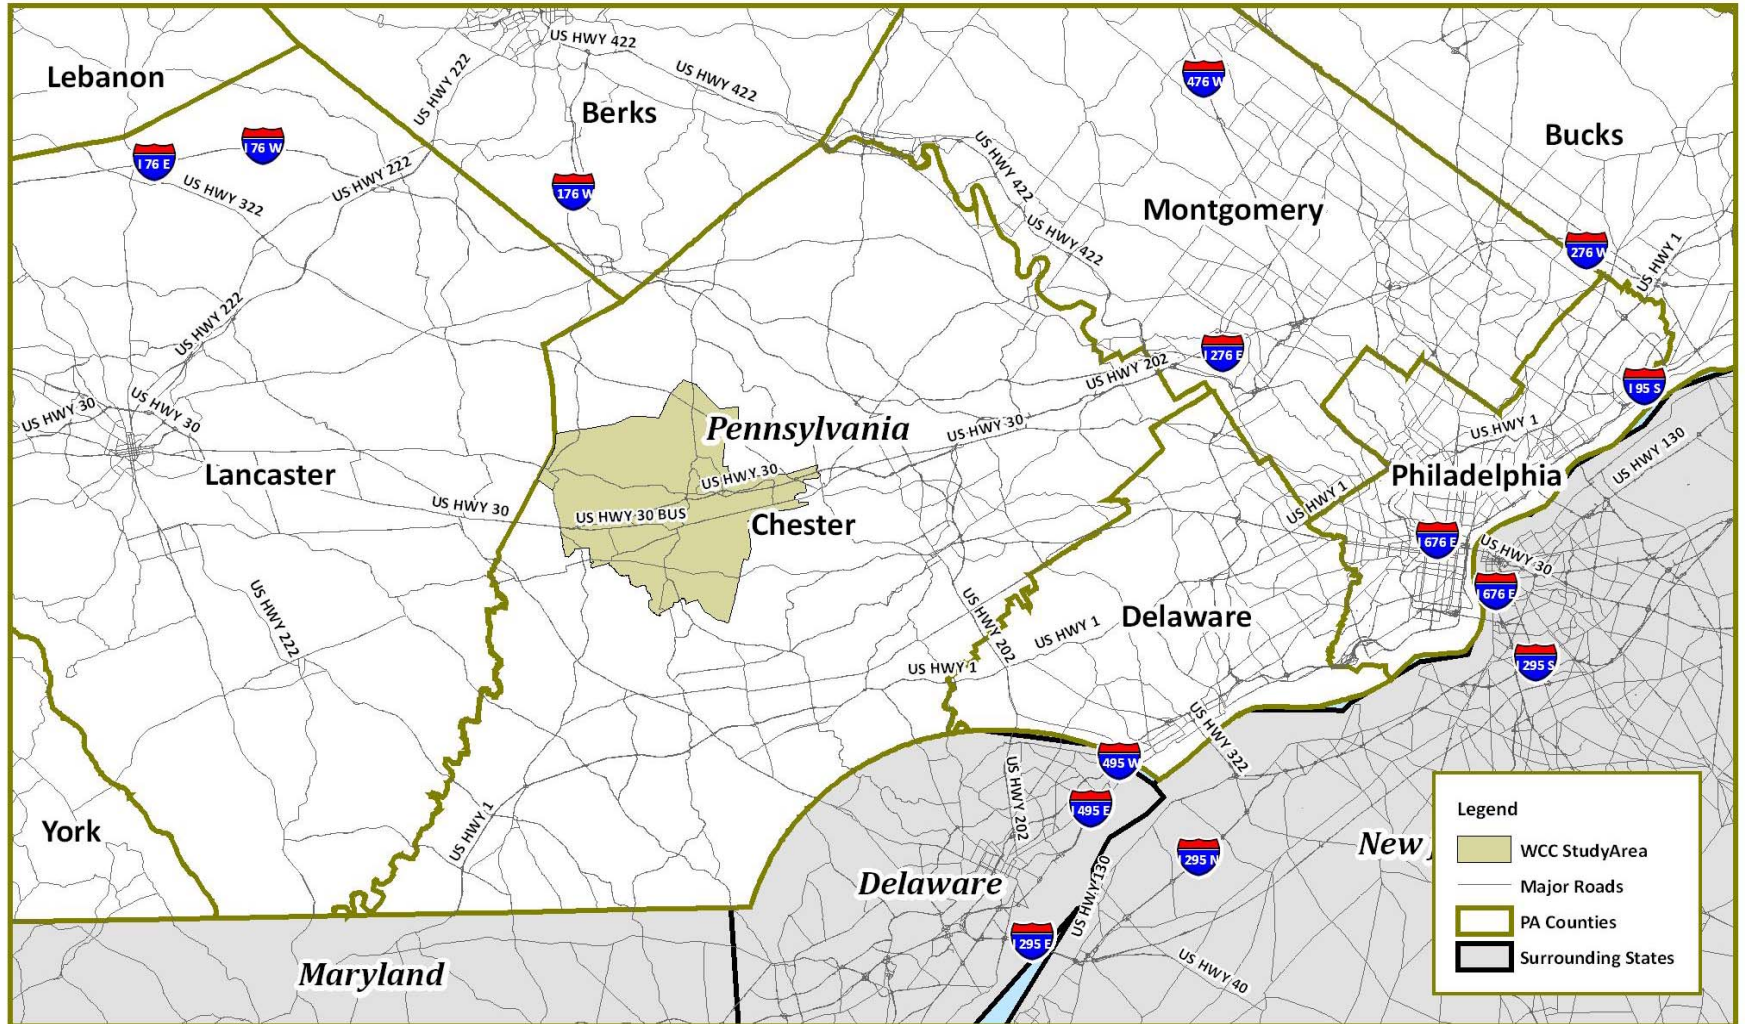 US HWY 422
Lebanon
US HWY 222
US HWY 422
476 W
Berks
Bucks
I 76 E
I 76 W
US HWY 322
US HWY 222
176 W
US HWY 422
Montgomery
US HWY 422
276 W
US HWY 1
US HWY 222
I 276 E
US HWY 202
I 95 S
US HWY 30
US HWY 30
Pennsylvania
US HWY 30
US HWY 1
US HWY 130
Lancaster
US HWY 30
Philadelphia
US HWY 30
US HWY 30 BUS
Chester
US HWY 1
I 676 E
US HWY 30
I 676 E
US HWY 222
US HWY 202
Delaware
US HWY 1
US HWY 1
I 295 S
US HWY 322
495 W
US HWY 202
I 495 E
York
US HWY 1
I 295 N
New
Delaware
US HWY 130
I 295 E
US HWY 40
Maryland
Legend
WCC StudyArea
Major Roads
PA Counties
Surrounding States